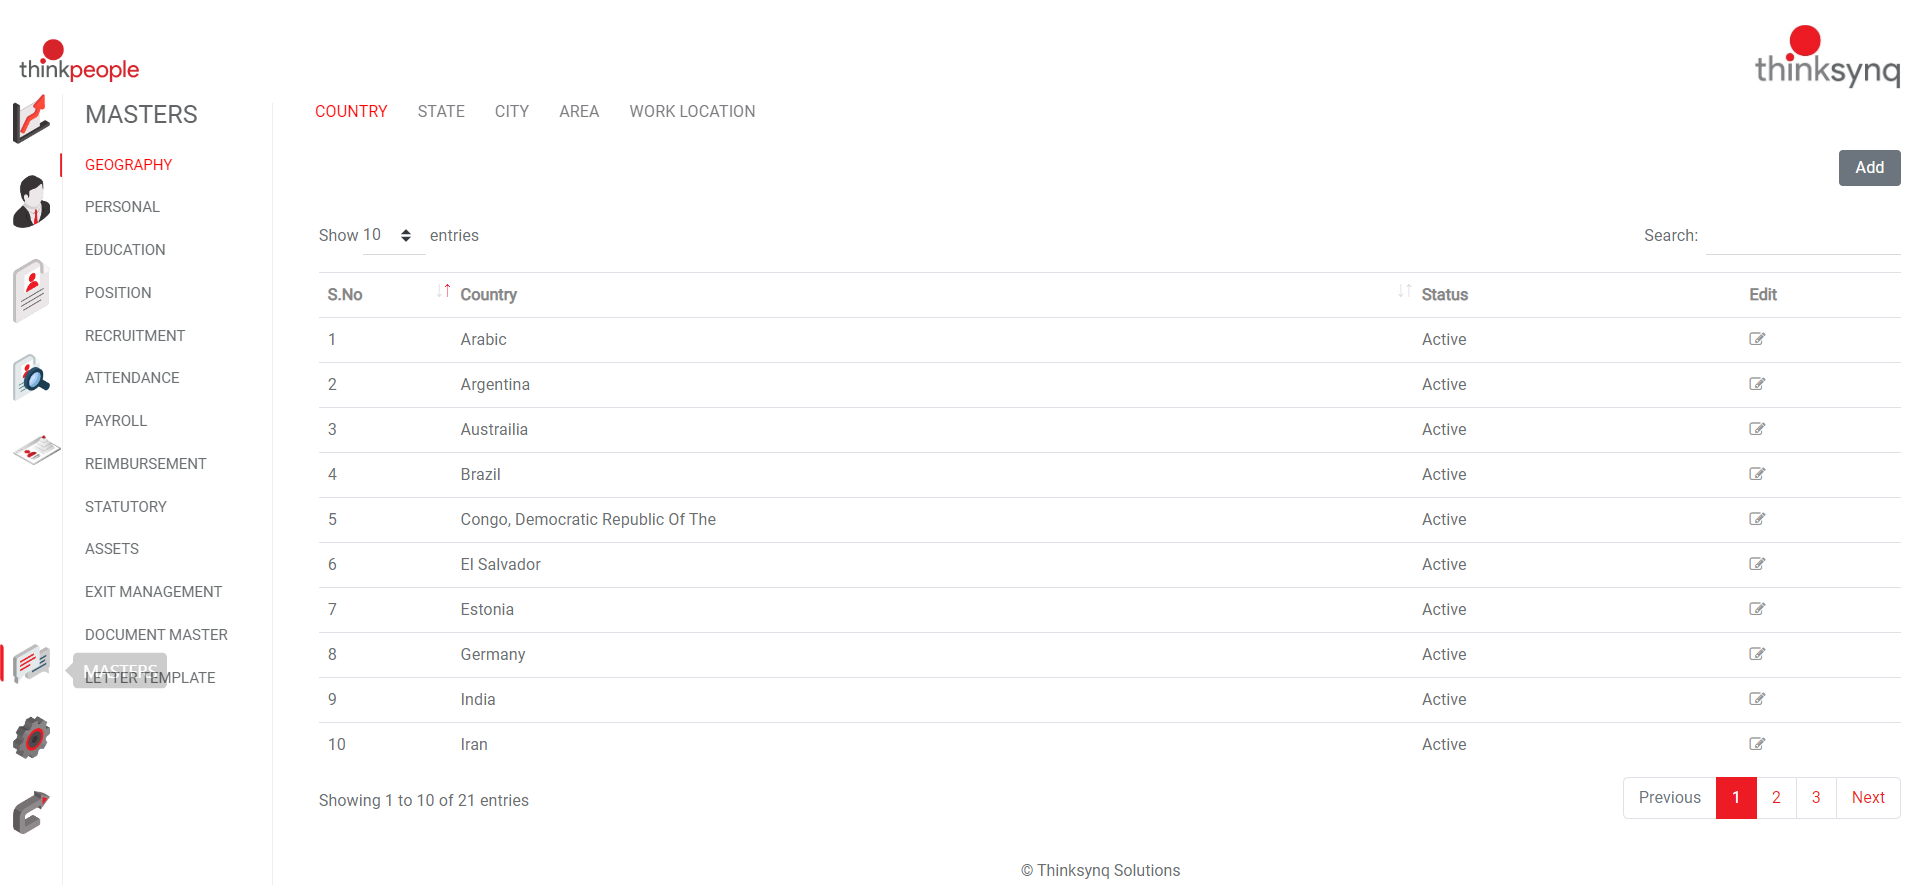 thinkpeople
thinksynq
MASTERS
GEOGRAPHY
PERSONAL
EDUCATION
POSITION
RECRUITMENT
ATTENDANCE
PAYROLL
REIMBURSEMENT
STATUTORY
ASSETS
EXIT MANAGEMENT
DOCUMENT MASTER
MASTERS
LETTER TEMPLATE
COUNTRY STATE CITY AREA WORK LOCATION
Add
Show 10 entries Search:
S.No Country Status Edit
1 Arabic Active
2 Argentina Active
3 Austrailia Active
4 Brazil Active
5 Congo, Democratic Republic Of The Active
6 El Salvador Active
7 Estonia Active
8 Germany Active
9 India Active
10 Iran Active
Showing 1 to 10 of 21 entries Previous 1 2 3 Next
© Thinksynq Solutions